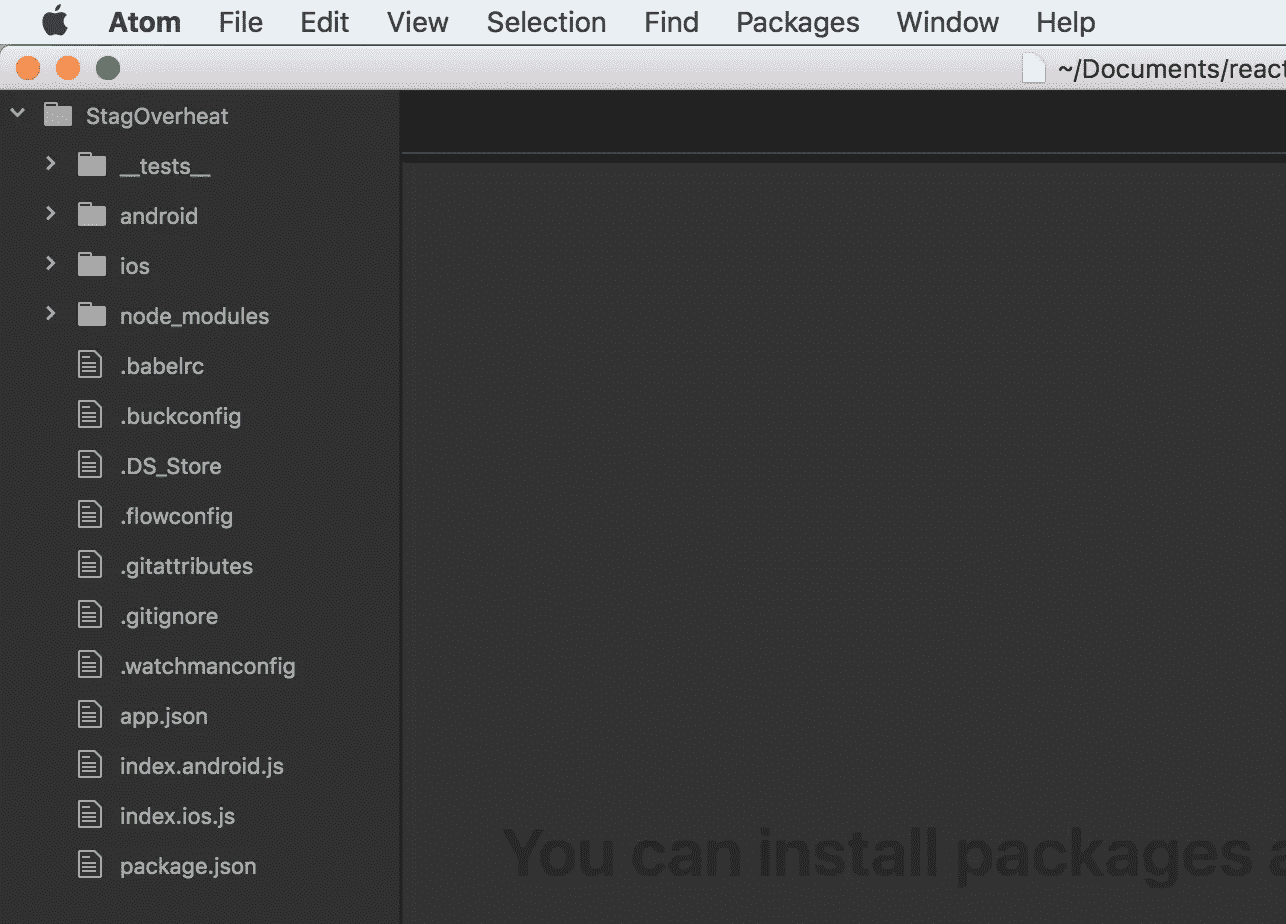 Atom File Edit View Selection Find Packages Window Help
~/Documents/react
StagOverheat
__tests__
android
ios
node_modules
.babelrc
.buckconfig
.DS_Store
.flowconfig
.gitattributes
.gitignore
.watchmanconfig
app.json
index.android.js
index.ios.js
package.json
You can install packages a